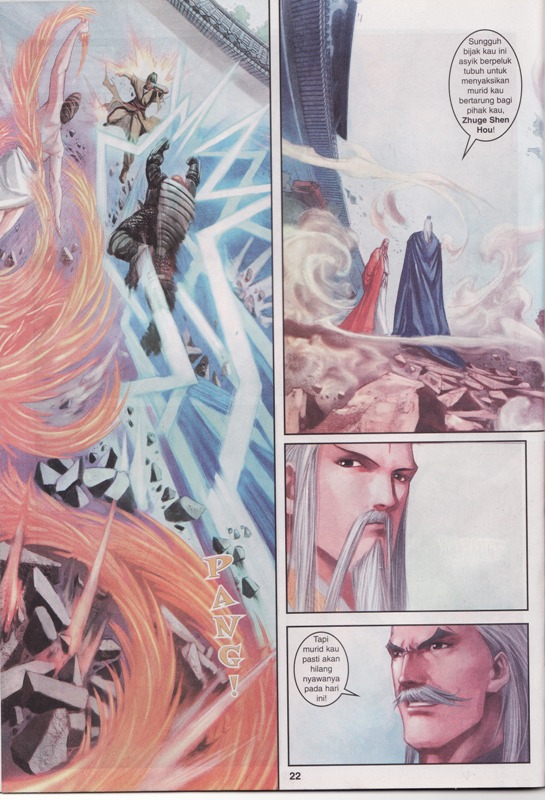 PANG!
Sungguh
bijak kau ini
asyik berpeluk
tubuh untuk
menyaksikan
murid kau
bertarung bagi
pihak kau,
Zhuge Shen
Hou!
Tapi
murid kau
pasti akan
hilang
nyawanya
pada hari
ini!
22